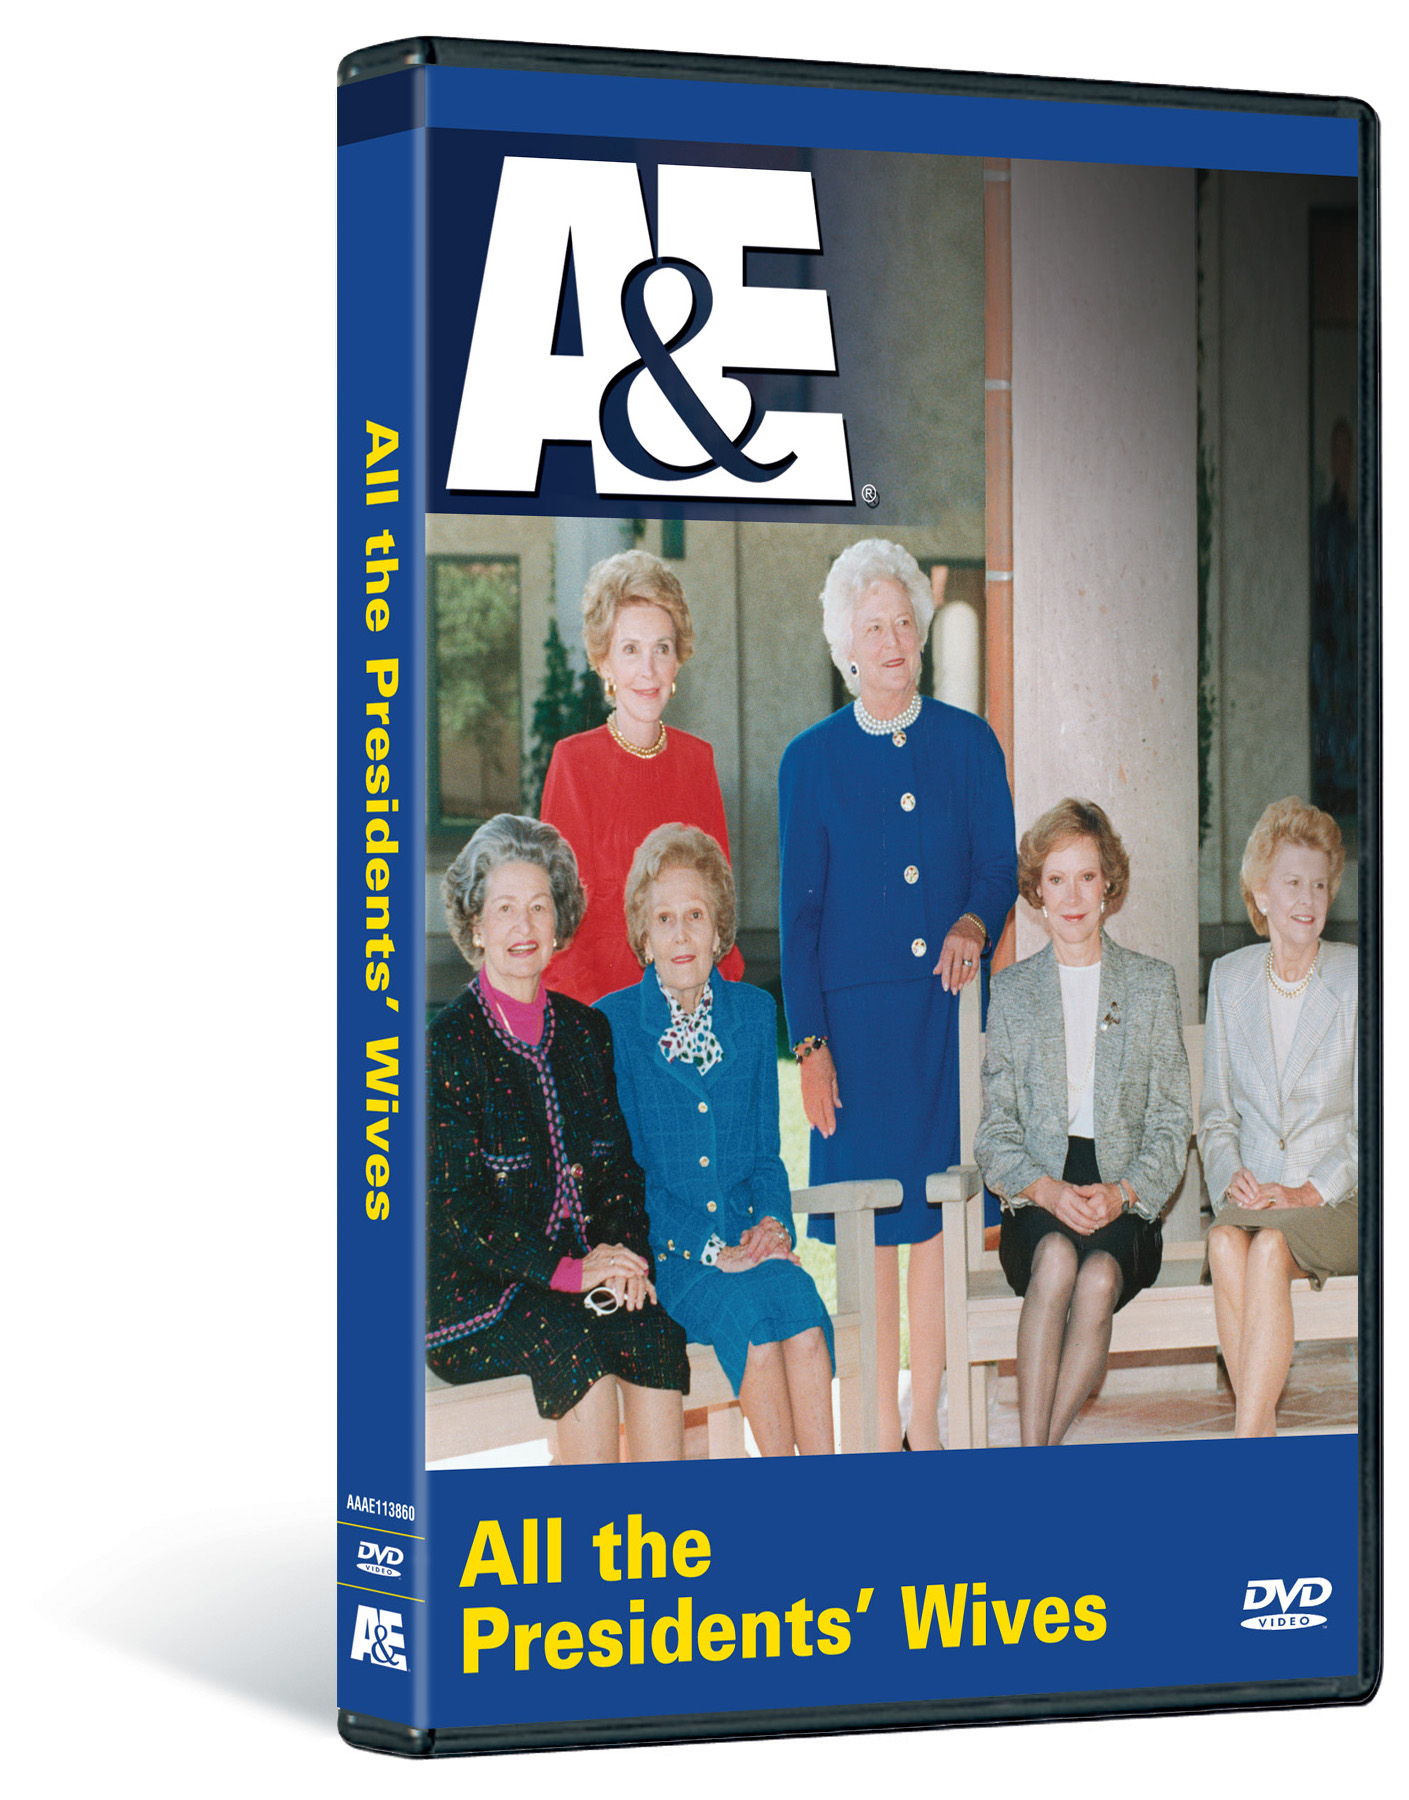 A&E®
All the Presidents’ Wives
AAAE113860
DVD
VIDEO
A&E
All the
Presidents’ Wives
DVD
VIDEO